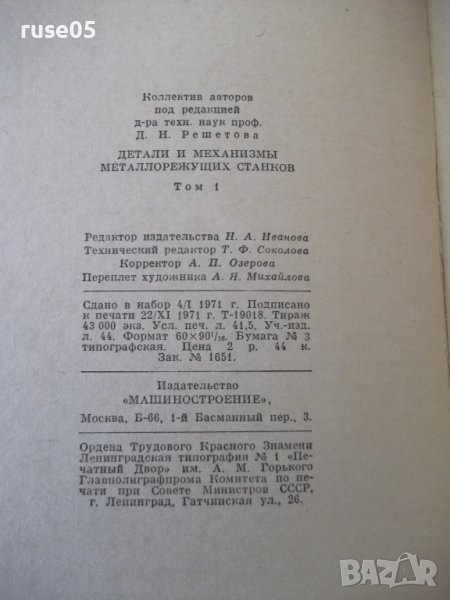 ruse05
Коллектив авторов
под редакцией
д-ра техн. наук проф.
Д. Н. Решетова
ДЕТАЛИ И МЕХАНИЗМЫ
МЕТАЛЛОРЕЖУЩИХ СТАНКОВ
Том 1
Редактор издательства Н. А. Иванова
Технический редактор Т. Ф. Соколова
Корректор А. П. Озерова
Переплет художника А. Я. Михайлова
Сдано в набор 4/I 1971 г. Подписано
к печати 22/XI 1971 г. Т-19018. Тираж
43 000 экз. Усл. печ. л. 41,5. Уч.-изд.
л. 44. Формат 60×90¹/₁₆. Бумага № 3
типографская. Цена 2 р. 44 к.
Зак. № 1651.
Издательство
«МАШИНОСТРОЕНИЕ»,
Москва, Б-66, 1-й Басманный пер., 3.
Ордена Трудового Красного Знамени
Ленинградская типография № 1 «Пе-
чатный Двор» им. А. М. Горького
Главполиграфпрома Комитета по пе-
чати при Совете Министров СССР,
г. Ленинград, Гатчинская ул., 26.
bazar.bg